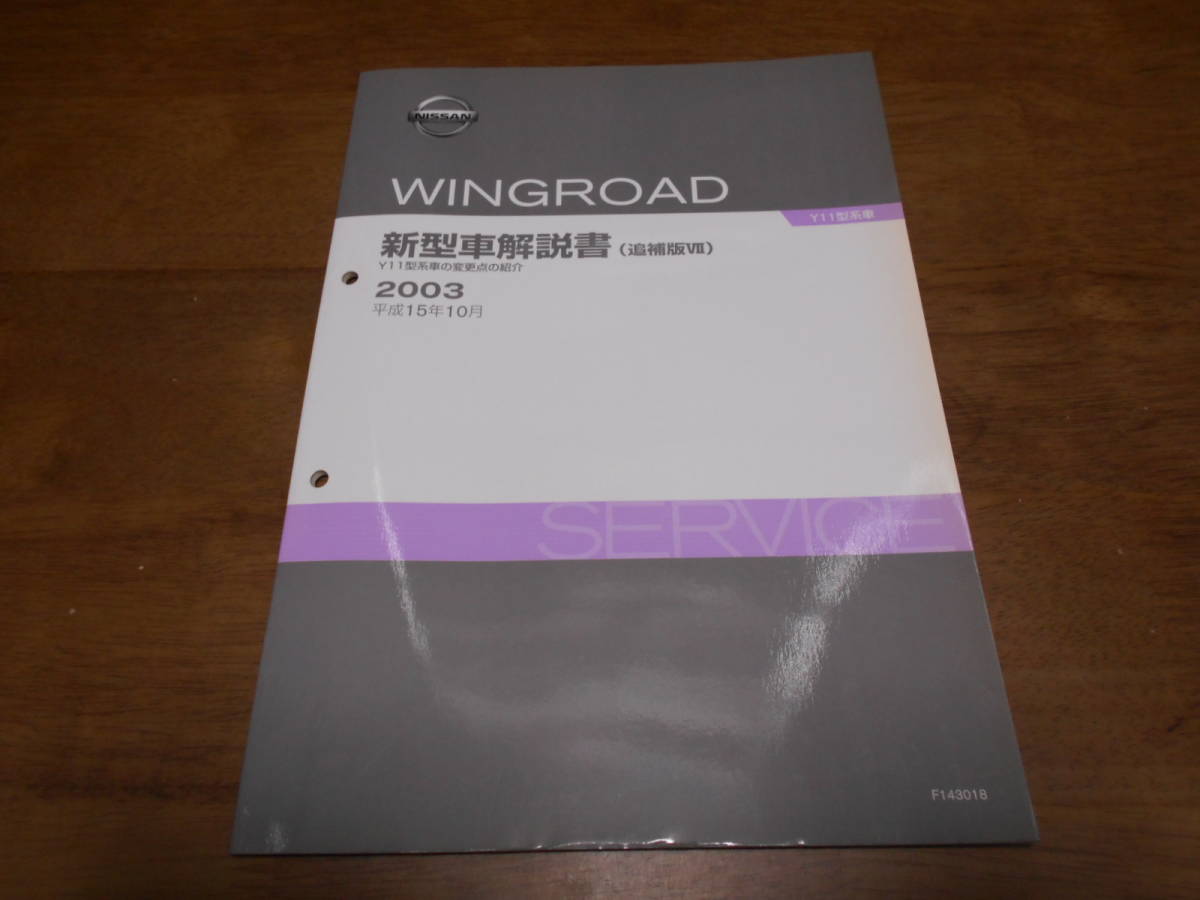 NISSAN
WINGROAD
Y11型系車
新型車解説書(追補版Ⅶ)
Y11型系車の変更点の紹介
2003
平成15年10月
SERVICE
F143018